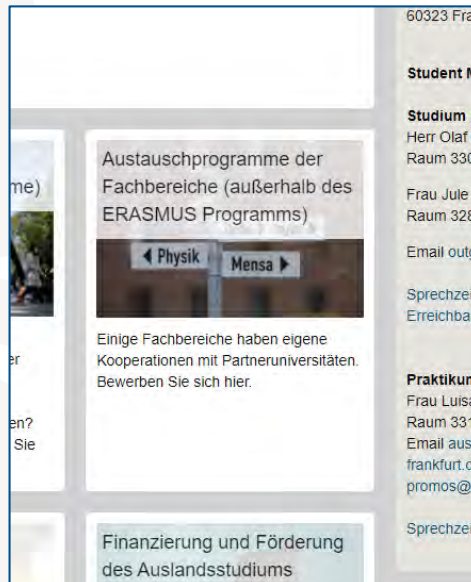 me)
er
en?
Sie
Austauschprogramme der
Fachbereiche (außerhalb des
ERASMUS Programms)
Physik
Mensa
Einige Fachbereiche haben eigene
Kooperationen mit Partneruniversitäten.
Bewerben Sie sich hier.
Finanzierung und Förderung
des Auslandsstudiums
60323 Fra
Student M
Studium
Herr Olaf
Raum 330
Frau Jule
Raum 328
Email outg
Sprechzei
Erreichba
Praktikum
Frau Luisa
Raum 331
Email aus
frankfurt.d
promos@
Sprechzei